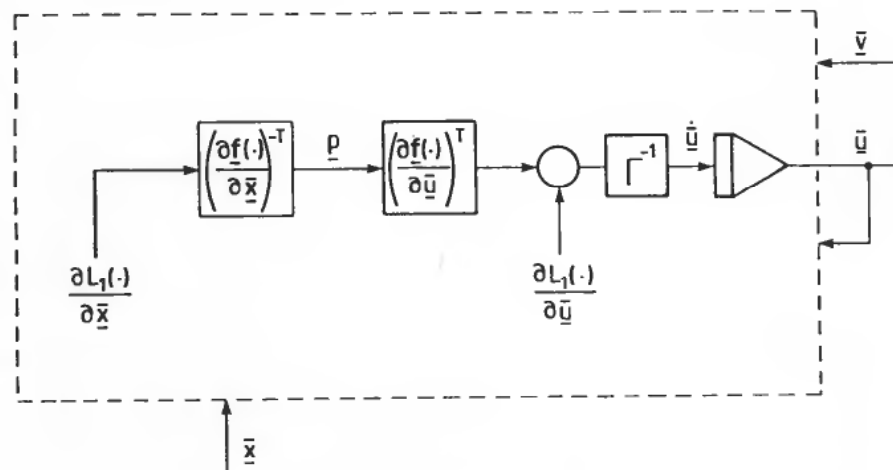 v̲̄
(∂f̲(·)/∂x̲̄)⁻ᵀ
p̲
(∂f̲(·)/∂ū̲)ᵀ
Γ⁻¹
ū̲̇
ū̲
∂L₁(·)/∂x̲̄
∂L₁(·)/∂ū̲
x̲̄